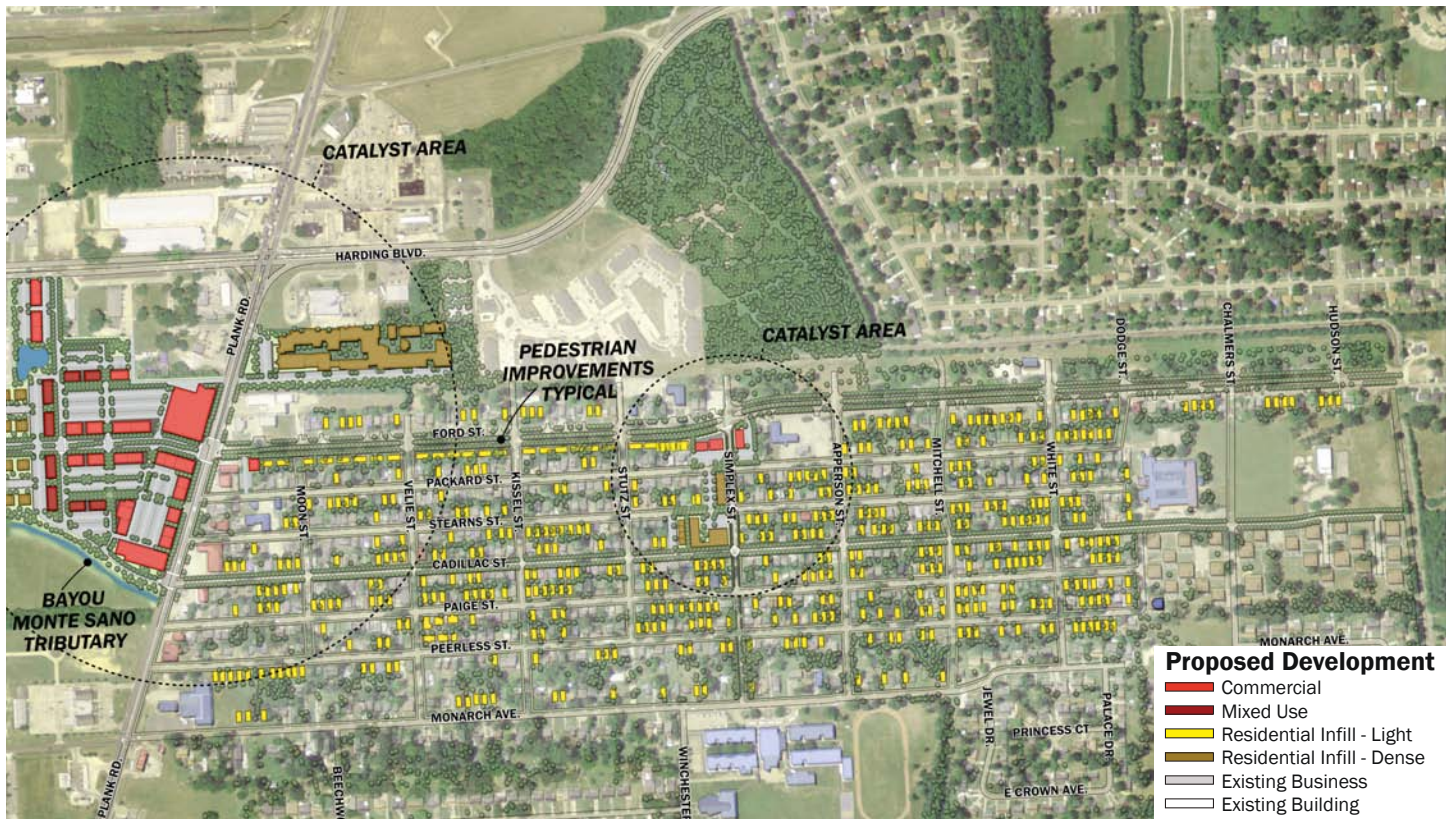 CATALYST AREA
HARDING BLVD.
PLANK RD.
CATALYST AREA
PEDESTRIAN
IMPROVEMENTS
TYPICAL
DODGE ST.
CHALMERS ST.
HUDSON ST.
FORD ST.
PACKARD ST.
STEARNS ST.
CADILLAC ST.
PAIGE ST.
PEERLESS ST.
MONARCH AVE.
MOON ST.
VELIE ST.
KISSEL ST.
STUTZ ST.
SIMPLEX ST.
APPERSON ST.
MITCHELL ST.
WHITE ST.
BAYOU
MONTE SANO
TRIBUTARY
MONARCH AVE.
PLANK RD.
BEECHW
WINCHESTER
JEWEL DR.
PRINCESS CT
PALACE DR.
E CROWN AVE.
Proposed Development
Commercial
Mixed Use
Residential Infill - Light
Residential Infill - Dense
Existing Business
Existing Building